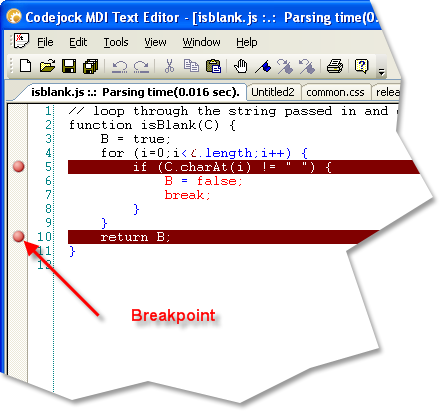 Codejock MDI Text Editor - [isblank.js :.: Parsing time(0.
File Edit Tools View Window Help
isblank.js :.: Parsing time(0.016 sec). Untitled2 common.css relea
1 // loop through the string passed in and
2 function isBlank(C) {
3 B = true;
4 for (i=0;i<C.length;i++) {
5 if (C.charAt(i) != " ") {
6 B = false;
7 break;
8 }
9 }
10 return B;
11 }
12
Breakpoint